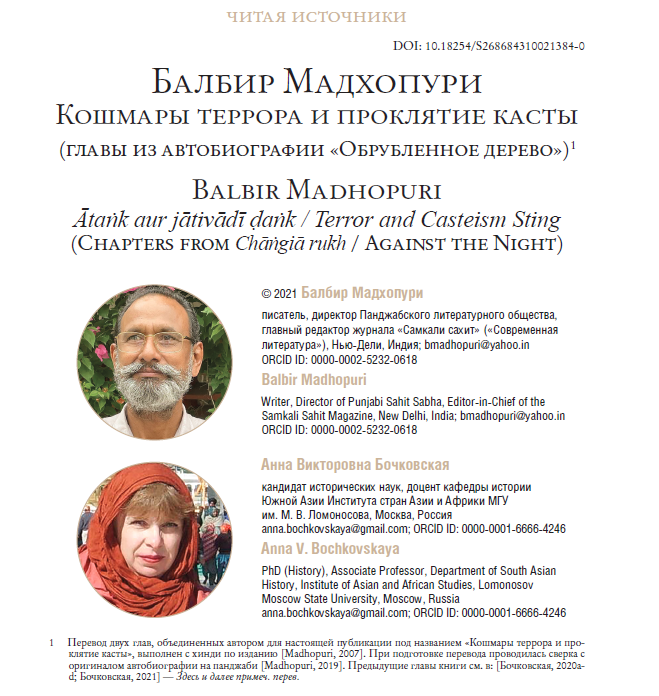 ЧИТАЯ ИСТОЧНИКИ
DOI: 10.18254/S268684310021384-0
Балбир Мадхопури
Кошмары террора и проклятие касты
(главы из автобиографии «Обрубленное дерево»)1
Balbir Madhopuri
Ātaṅk aur jātivādī ḍaṅk / Terror and Casteism Sting
(Chapters from Chāṅgiā rukh / Against the Night)
© 2021 Балбир Мадхопури
писатель, директор Панджабского литературного общества,
главный редактор журнала «Самкали сахит» («Современная
литература»), Нью-Дели, Индия; bmadhopuri@yahoo.in
ORCID ID: 0000-0002-5232-0618
Balbir Madhopuri
Writer, Director of Punjabi Sahit Sabha, Editor-in-Chief of the
Samkali Sahit Magazine, New Delhi, India; bmadhopuri@yahoo.in
ORCID ID: 0000-0002-5232-0618
Анна Викторовна Бочковская
кандидат исторических наук, доцент кафедры истории
Южной Азии Института стран Азии и Африки МГУ
им. М. В. Ломоносова, Москва, Россия
anna.bochkovskaya@gmail.com; ORCID ID: 0000-0001-6666-4246
Anna V. Bochkovskaya
PhD (History), Associate Professor, Department of South Asian
History, Institute of Asian and African Studies, Lomonosov
Moscow State University, Moscow, Russia
anna.bochkovskaya@gmail.com; ORCID ID: 0000-0001-6666-4246
1 Перевод двух глав, объединенных автором для настоящей публикации под названием «Кошмары террора и про-
клятие касты», выполнен с хинди по изданию [Madhopuri, 2007]. При подготовке перевода проводилась сверка с
оригиналом автобиографии на панджаби [Madhopuri, 2019]. Предыдущие главы книги см. в: [Бочковская, 2020a-
d; Бочковская, 2021] — Здесь и далее примеч. перев.